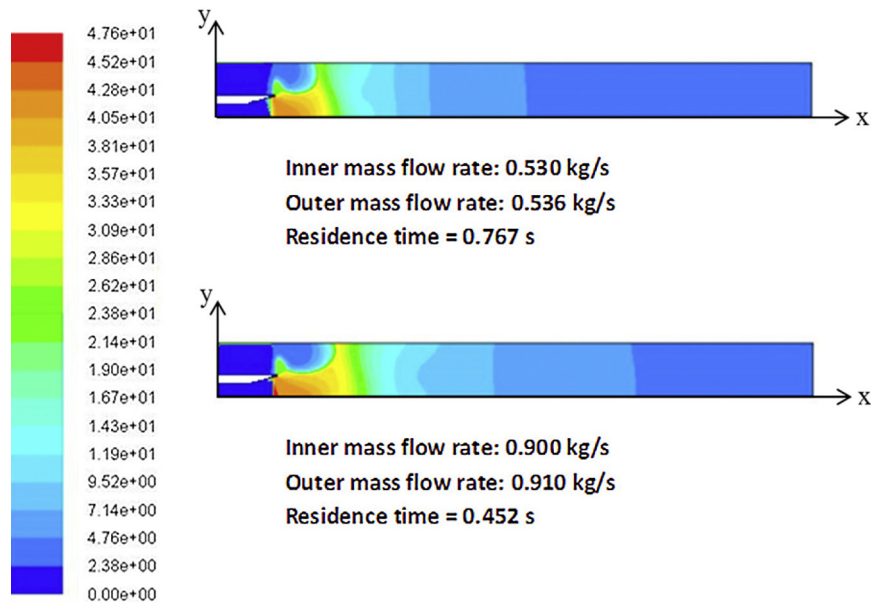 4.76e+01
4.52e+01
4.28e+01
4.05e+01
3.81e+01
3.57e+01
3.33e+01
3.09e+01
2.86e+01
2.62e+01
2.38e+01
2.14e+01
1.90e+01
1.67e+01
1.43e+01
1.19e+01
9.52e+00
7.14e+00
4.76e+00
2.38e+00
0.00e+00
y
x
Inner mass flow rate: 0.530 kg/s
Outer mass flow rate: 0.536 kg/s
Residence time = 0.767 s
y
x
Inner mass flow rate: 0.900 kg/s
Outer mass flow rate: 0.910 kg/s
Residence time = 0.452 s